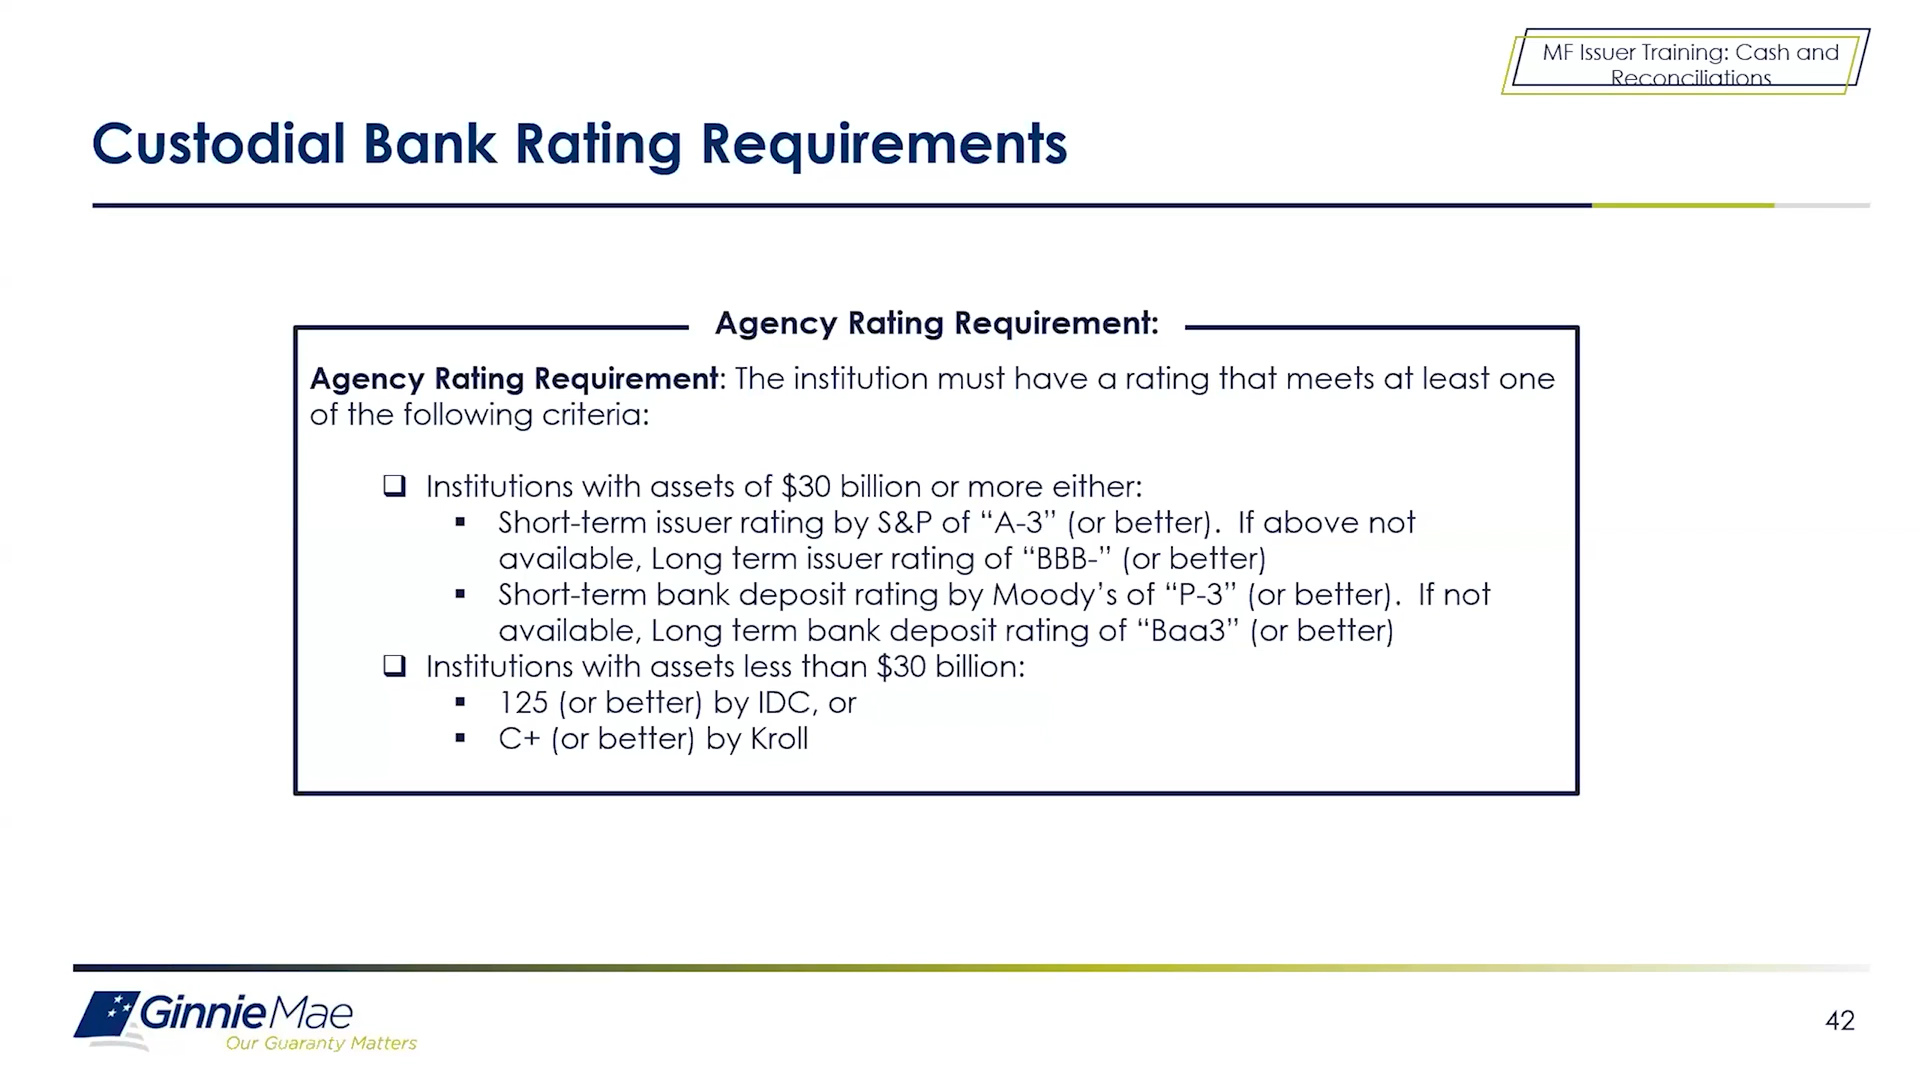 MF Issuer Training: Cash and
Reconciliations
Custodial Bank Rating Requirements
Agency Rating Requirement:
Agency Rating Requirement: The institution must have a rating that meets at least one
of the following criteria:
❑ Institutions with assets of $30 billion or more either:
▪ Short-term issuer rating by S&P of “A-3” (or better). If above not
available, Long term issuer rating of “BBB-” (or better)
▪ Short-term bank deposit rating by Moody’s of “P-3” (or better). If not
available, Long term bank deposit rating of “Baa3” (or better)
❑ Institutions with assets less than $30 billion:
▪ 125 (or better) by IDC, or
▪ C+ (or better) by Kroll
GinnieMae
Our Guaranty Matters
42